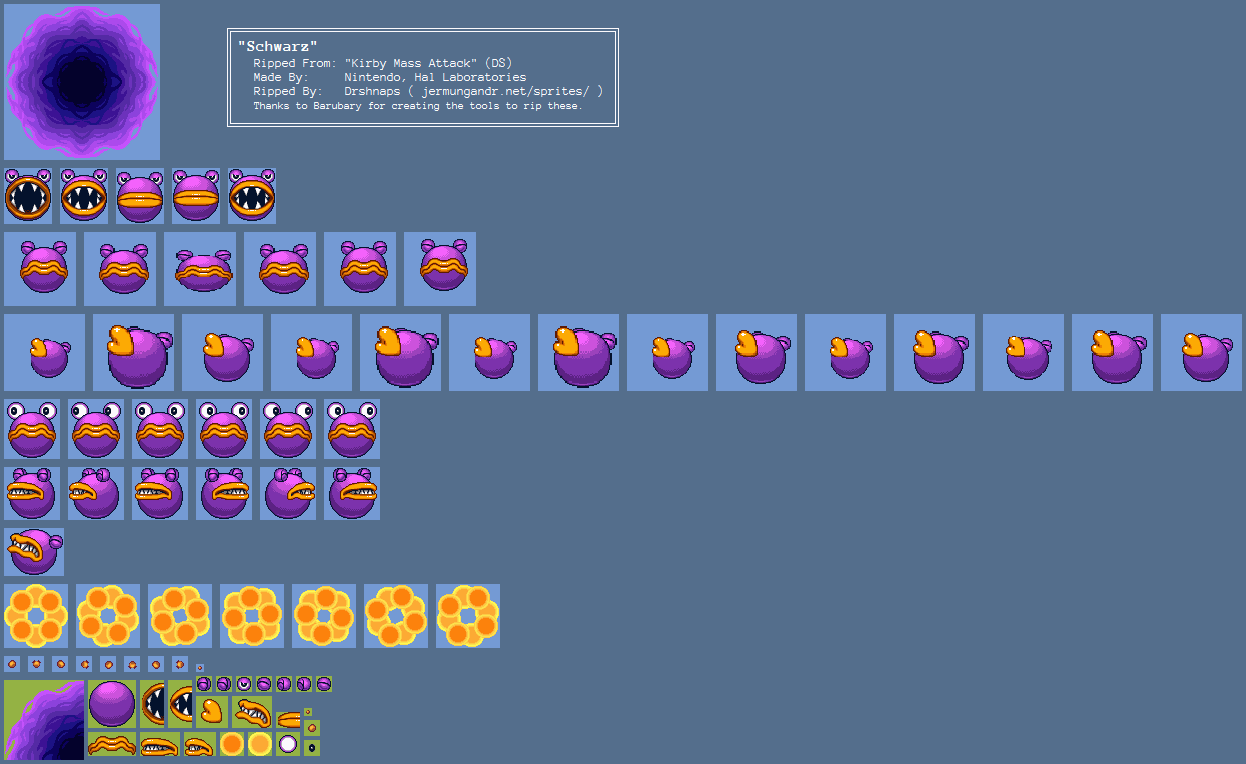 "Schwarz"
Ripped From: "Kirby Mass Attack" (DS)
Made By: Nintendo, Hal Laboratories
Ripped By: Drshnaps ( jermungandr.net/sprites/ )
Thanks to Barubary for creating the tools to rip these.